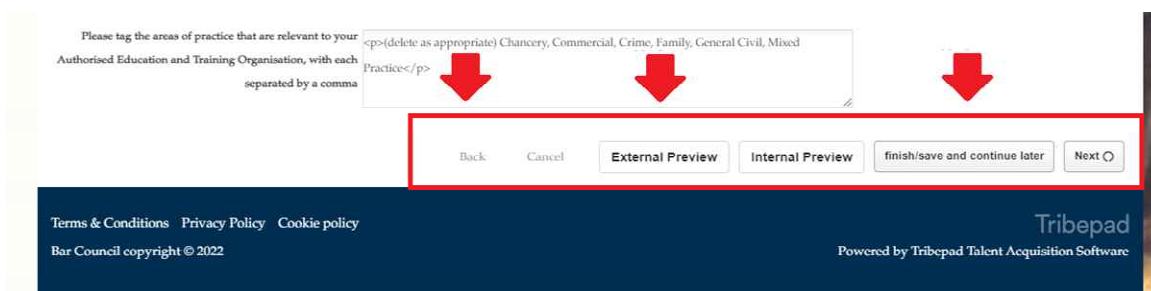 Please tag the areas of practice that are relevant to your
Authorised Education and Training Organisation, with each
separated by a comma
<p>(delete as appropriate) Chancery, Commercial, Crime, Family, General Civil, Mixed
Practice</p>
Back Cancel External Preview Internal Preview finish/save and continue later Next
Terms & Conditions Privacy Policy Cookie policy
Tribepad
Bar Council copyright © 2022
Powered by Tribepad Talent Acquisition Software